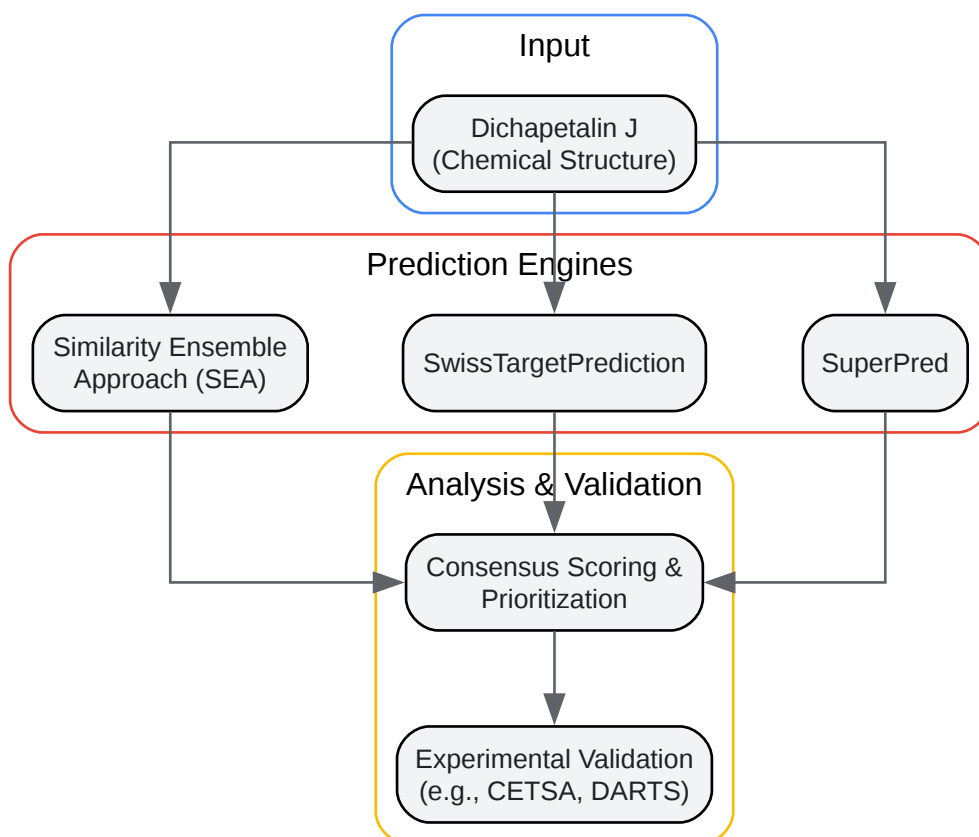 Input
Dichapetalin J
(Chemical Structure)
Prediction Engines
Similarity Ensemble
Approach (SEA)
SwissTargetPrediction
SuperPred
Analysis & Validation
Consensus Scoring &
Prioritization
Experimental Validation
(e.g., CETSA, DARTS)